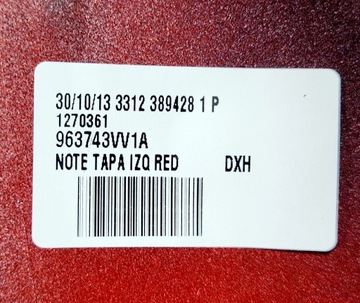 30/10/13 3312 389428 1 P
1270361
963743VV1A
NOTE TAPA IZQ RED DXH